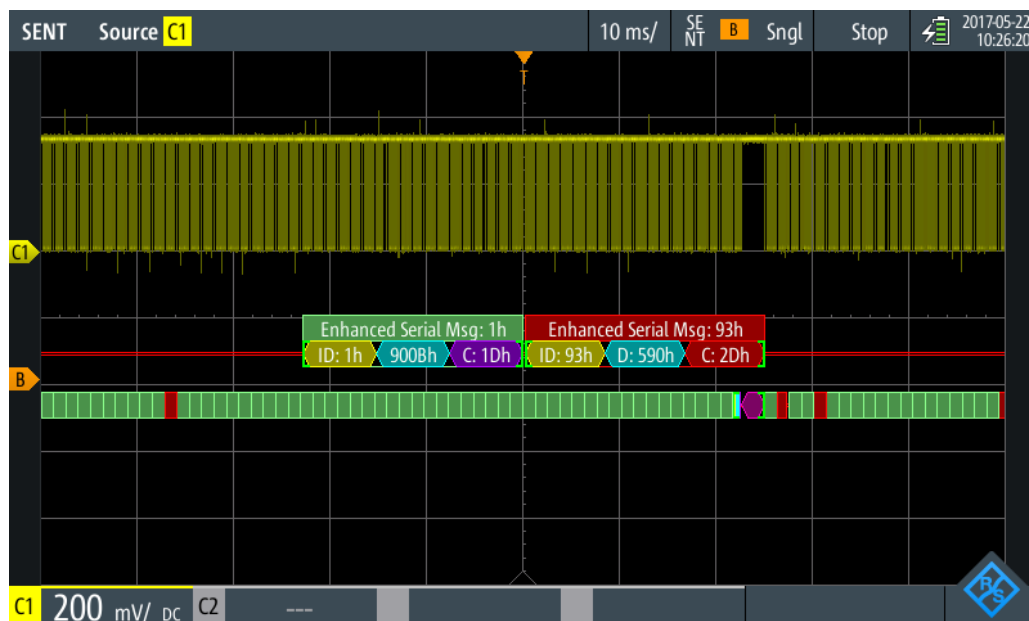 SENT Source C1 10 ms/ SE NT B Sngl Stop 2017-05-22 10:26:20
T
C1
Enhanced Serial Msg: 1h Enhanced Serial Msg: 93h
ID: 1h 900Bh C: 1Dh ID: 93h D: 590h C: 2Dh
B
C1 200 mV/ DC C2 ---
R S